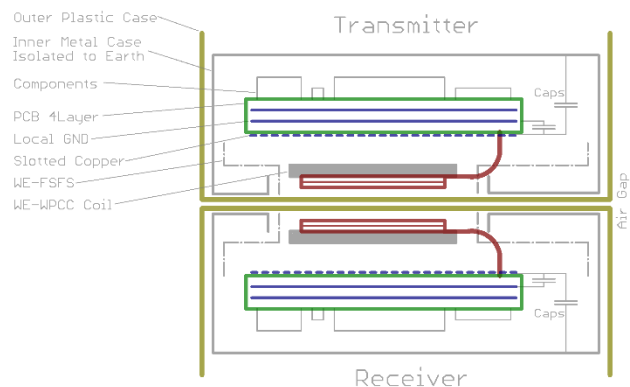 Outer Plastic Case
Transmitter
Inner Metal Case
Isolated to Earth
Components
Caps
PCB 4Layer
Local GND
Slotted Copper
WE-FSFS
WE-WPCC Coil
Air Gap
Caps
Receiver